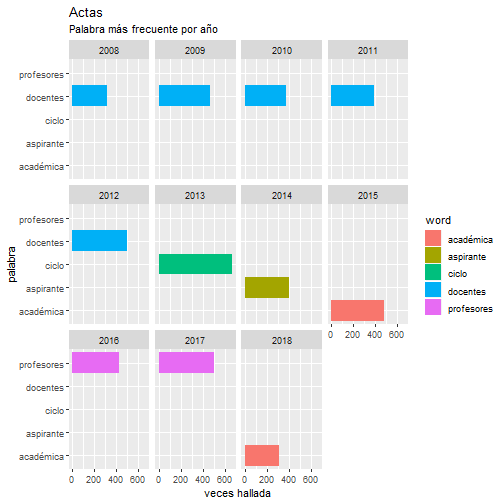 Actas
Palabra más frecuente por año
2008 2009 2010 2011
profesores
docentes
ciclo
aspirante
académica
2012 2013 2014 2015
profesores
docentes
ciclo
aspirante
académica
0 200 400 600
2016 2017 2018
profesores
docentes
ciclo
aspirante
académica
0 200 400 600 0 200 400 600 0 200 400 600
veces hallada
palabra
word
académica
aspirante
ciclo
docentes
profesores